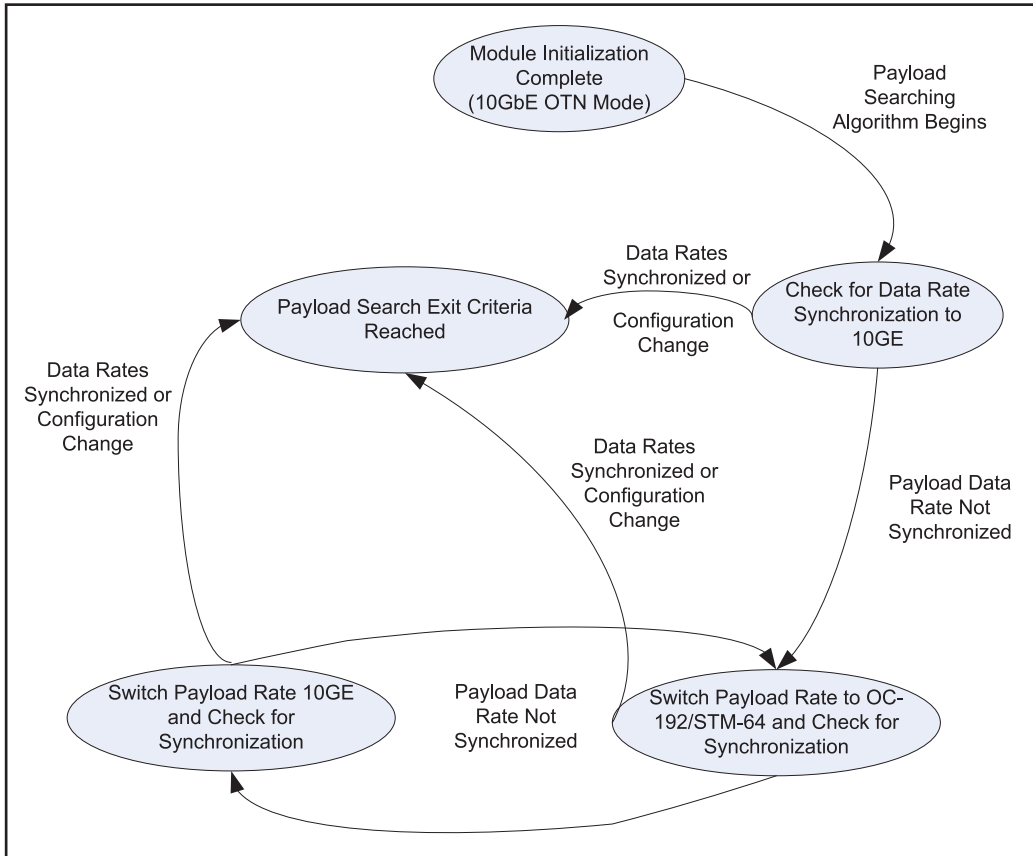 Module Initialization
Complete
(10GbE OTN Mode)
Payload
Searching
Algorithm Begins
Data Rates
Synchronized or
Configuration
Change
Check for Data Rate
Synchronization to
10GE
Payload Search Exit Criteria
Reached
Data Rates
Synchronized or
Configuration
Change
Data Rates
Synchronized or
Configuration
Change
Payload Data
Rate Not
Synchronized
Switch Payload Rate 10GE
and Check for
Synchronization
Payload Data
Rate Not
Synchronized
Switch Payload Rate to OC-
192/STM-64 and Check for
Synchronization